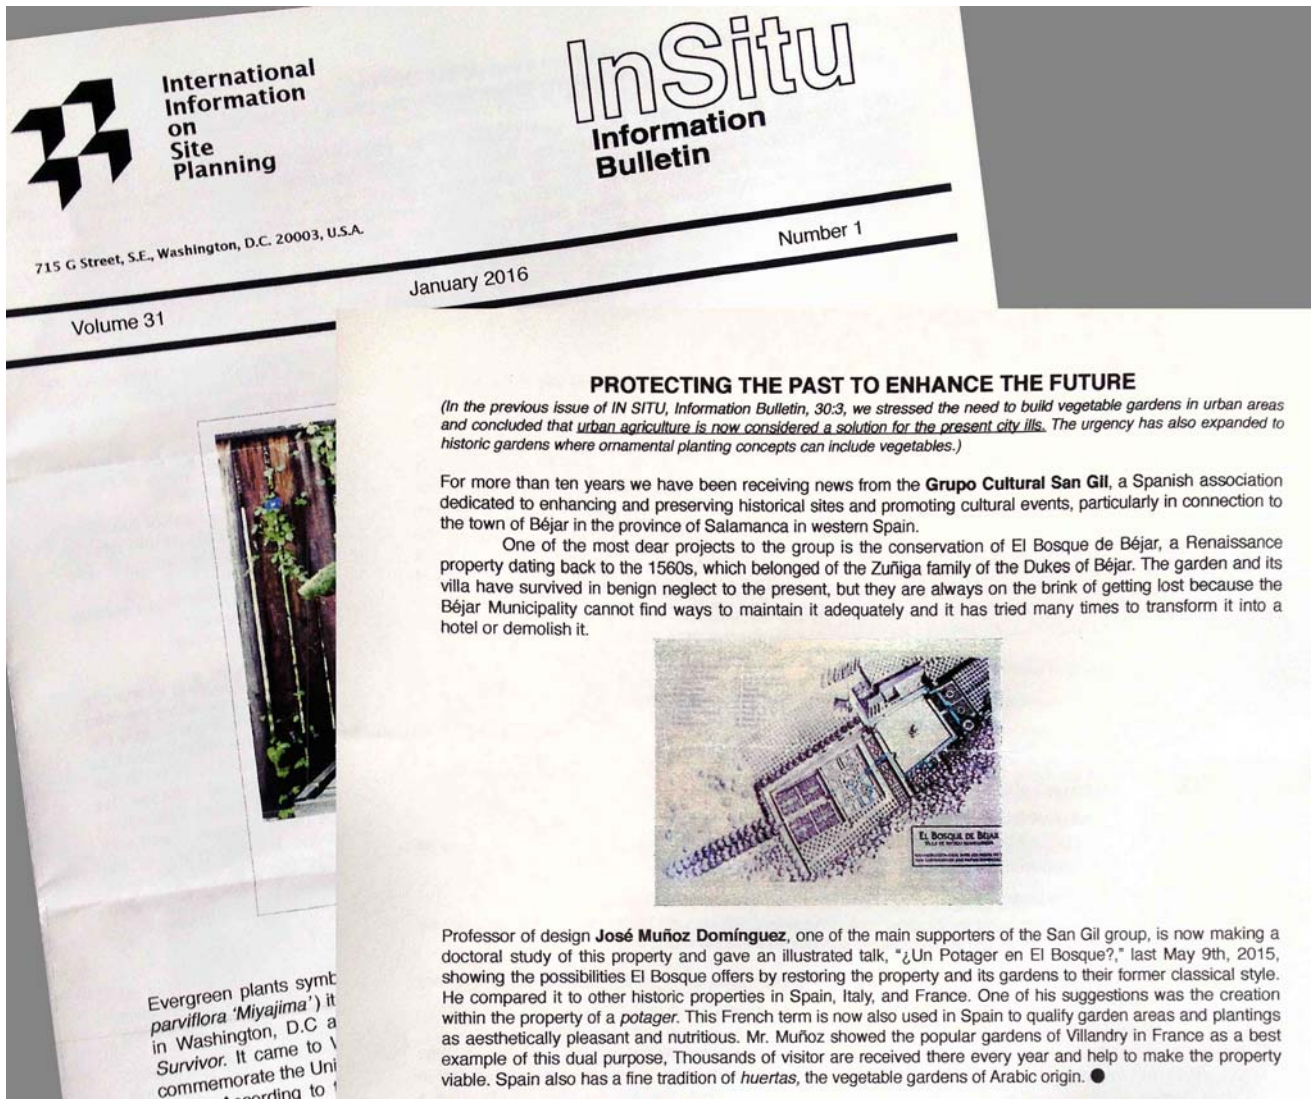 International
Information
on
Site
Planning
InSitu
Information
Bulletin
715 G Street, S.E., Washington, D.C. 20003, U.S.A.
Volume 31
January 2016
Number 1
PROTECTING THE PAST TO ENHANCE THE FUTURE
(In the previous issue of IN SITU, Information Bulletin, 30:3, we stressed the need to build vegetable gardens in urban areas
and concluded that urban agriculture is now considered a solution for the present city ills. The urgency has also expanded to
historic gardens where ornamental planting concepts can include vegetables.)
For more than ten years we have been receiving news from the Grupo Cultural San Gil, a Spanish association
dedicated to enhancing and preserving historical sites and promoting cultural events, particularly in connection to
the town of Béjar in the province of Salamanca in western Spain.
One of the most dear projects to the group is the conservation of El Bosque de Béjar, a Renaissance
property dating back to the 1560s, which belonged of the Zuñiga family of the Dukes of Béjar. The garden and its
villa have survived in benign neglect to the present, but they are always on the brink of getting lost because the
Béjar Municipality cannot find ways to maintain it adequately and it has tried many times to transform it into a
hotel or demolish it.
EL BOSQUE DE BÉJAR
Professor of design José Muñoz Domínguez, one of the main supporters of the San Gil group, is now making a
doctoral study of this property and gave an illustrated talk, "¿Un Potager en El Bosque?," last May 9th, 2015,
showing the possibilities El Bosque offers by restoring the property and its gardens to their former classical style.
He compared it to other historic properties in Spain, Italy, and France. One of his suggestions was the creation
within the property of a potager. This French term is now also used in Spain to qualify garden areas and plantings
as aesthetically pleasant and nutritious. Mr. Muñoz showed the popular gardens of Villandry in France as a best
example of this dual purpose, Thousands of visitor are received there every year and help to make the property
viable. Spain also has a fine tradition of huertas, the vegetable gardens of Arabic origin.
Evergreen plants symb
parviflora 'Miyajima') it
in Washington, D.C a
Survivor. It came to
commemorate the Uni
According to